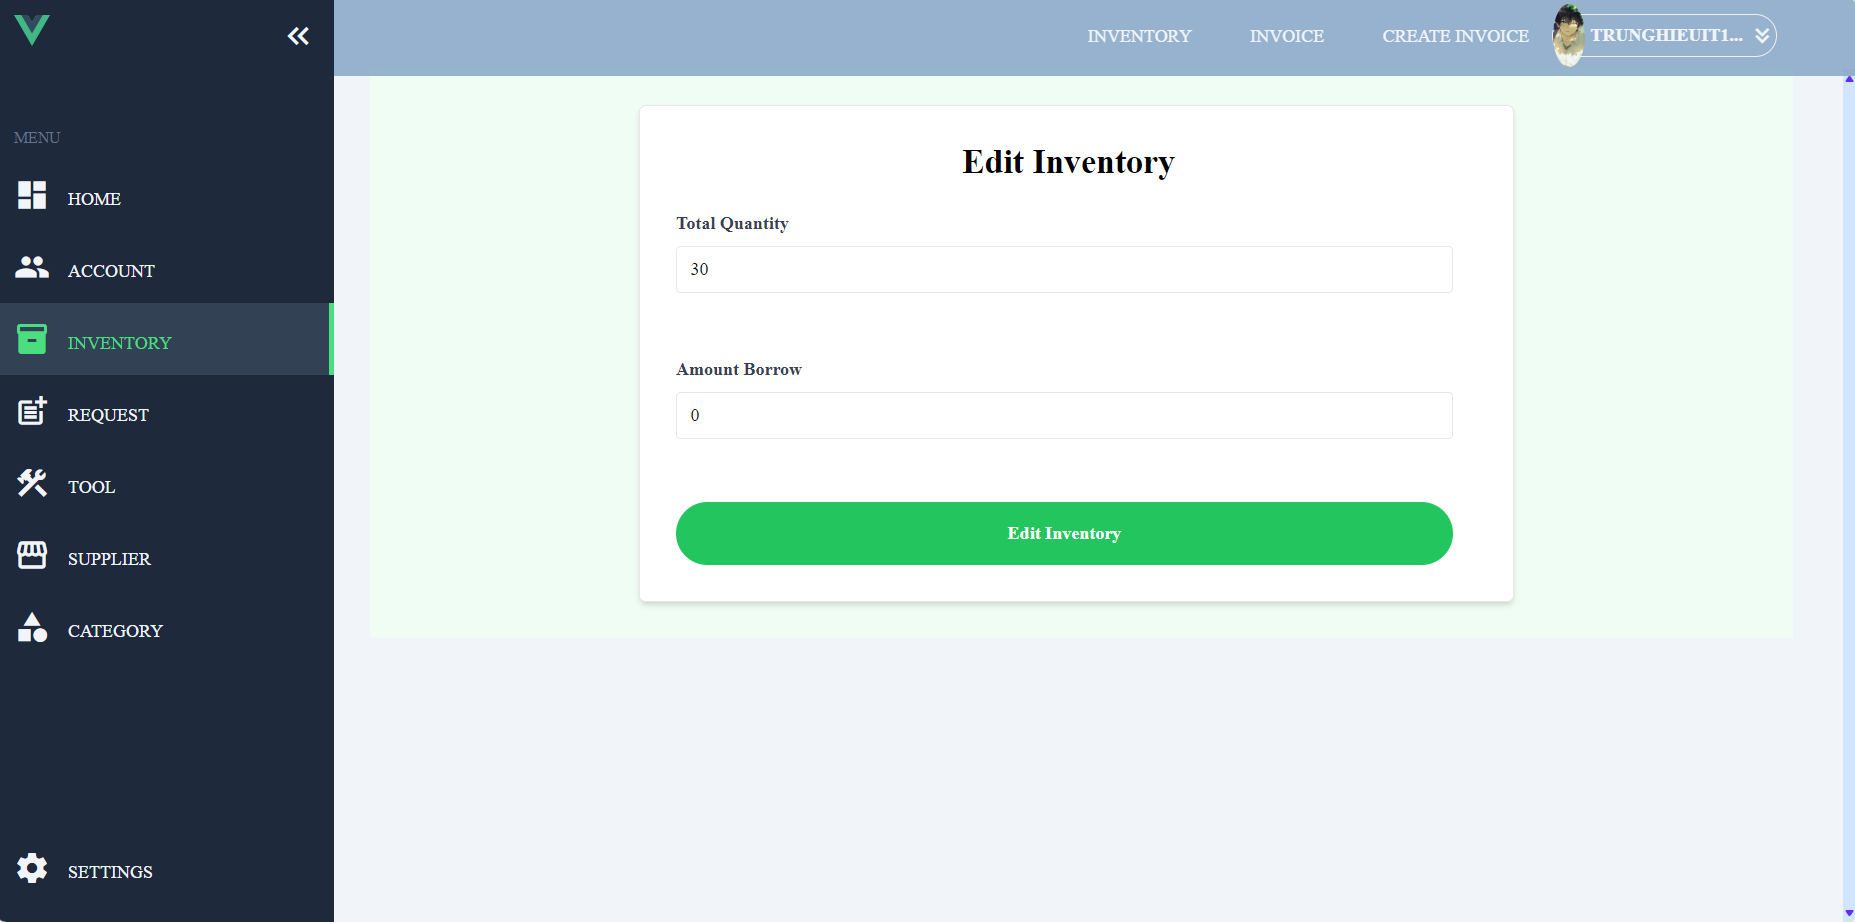 MENU
HOME
ACCOUNT
INVENTORY
REQUEST
TOOL
SUPPLIER
CATEGORY
SETTINGS
INVENTORY INVOICE CREATE INVOICE TRUNGHIEUIT1...
Edit Inventory
Total Quantity
30
Amount Borrow
0
Edit Inventory